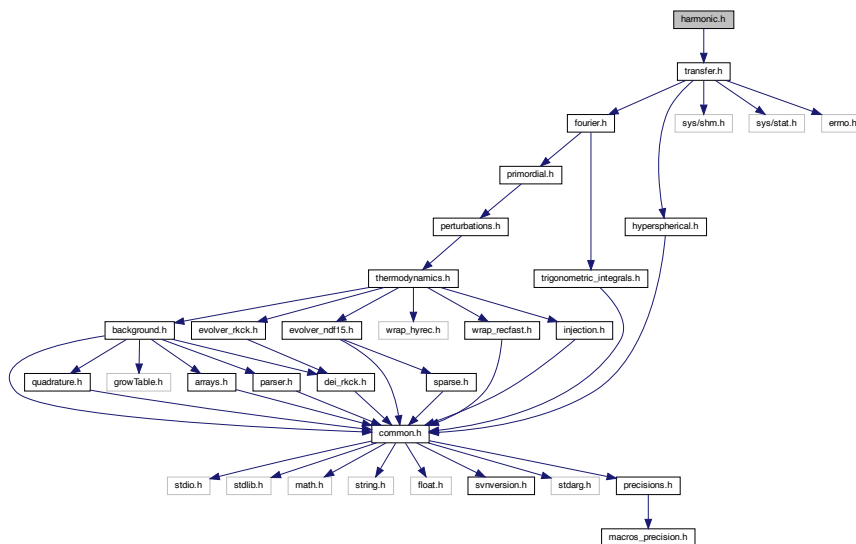 harmonic.h
transfer.h
fourier.h
sys/shm.h
sys/stat.h
errno.h
primordial.h
perturbations.h
hyperspherical.h
thermodynamics.h
trigonometric_integrals.h
background.h
evolver_rkck.h
evolver_ndf15.h
wrap_hyrec.h
wrap_recfast.h
injection.h
quadrature.h
growTable.h
arrays.h
parser.h
dei_rkck.h
sparse.h
common.h
stdio.h
stdlib.h
math.h
string.h
float.h
svnversion.h
stdarg.h
precisions.h
macros_precision.h